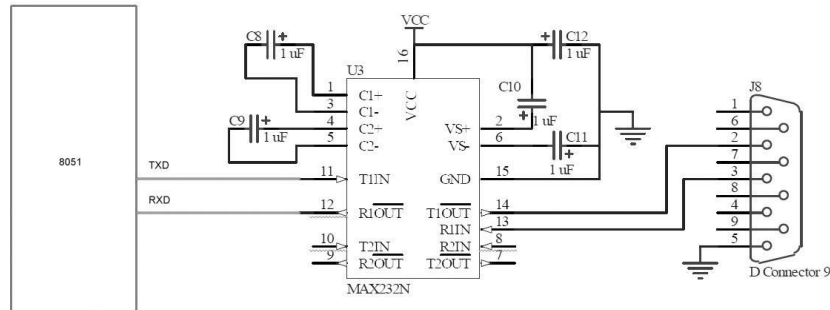 VCC
C8
1 uF
16
C12
1 uF
U3
C10
1 uF
J8
1
C1+
3
C1-
VCC
C9
1 uF
4
C2+
5
C2-
VS+
2
VS-
6
C11
1 uF
8051
TXD
11
T1IN
GND
15
RXD
12
R1OUT
T1OUT
14
R1IN
13
10
T2IN
R2IN
8
9
R2OUT
T2OUT
7
MAX232N
1
6
2
7
3
8
4
9
5
D Connector 9